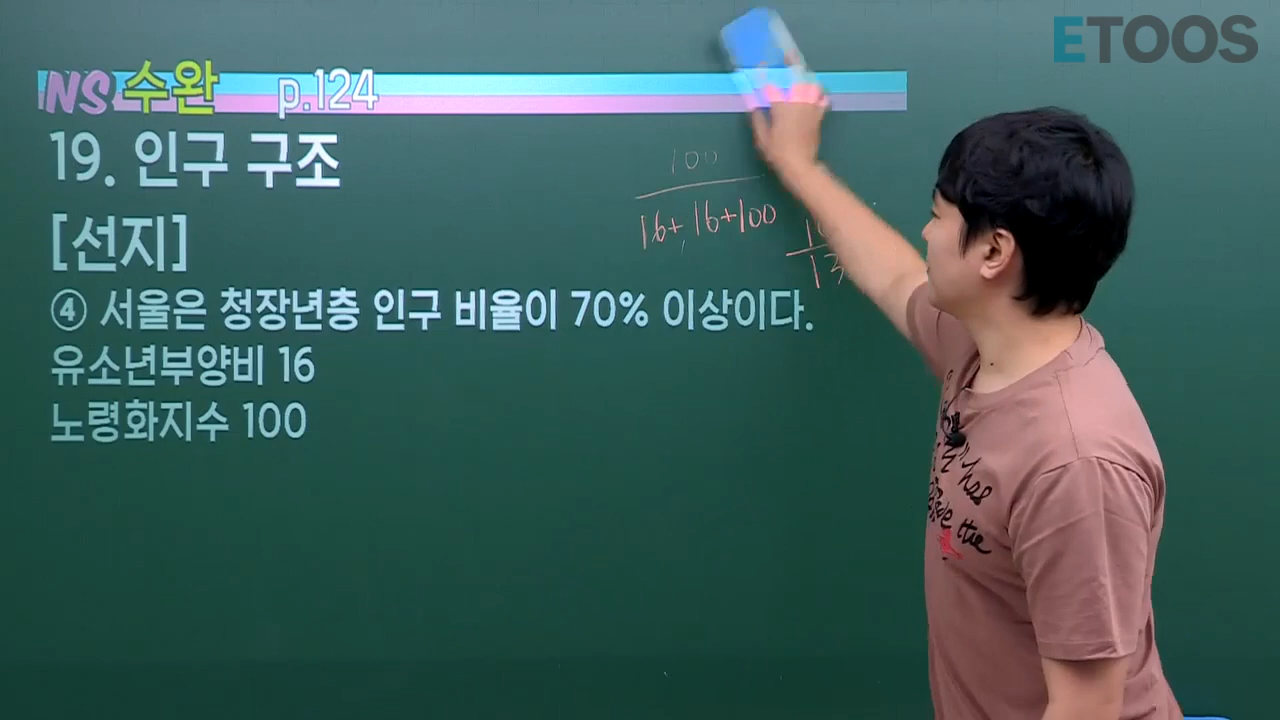 ETOOS
NS 수완 p.124
19. 인구 구조
[선지]
④ 서울은 청장년층 인구 비율이 70% 이상이다.
유소년부양비 16
노령화지수 100
100
16+ 16+100
has
the